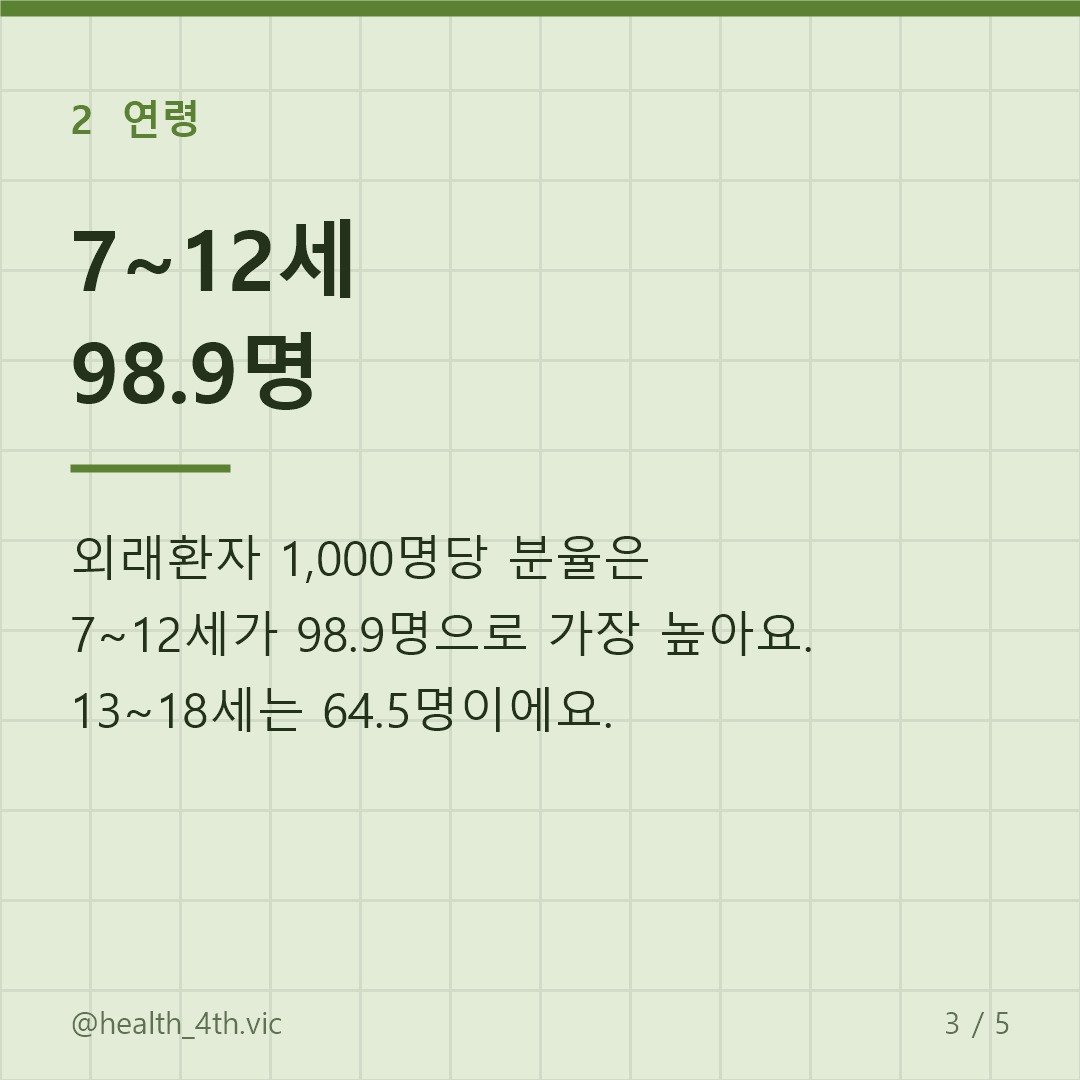 2 연령
7~12세
98.9명
외래환자 1,000명당 분율은
7~12세가 98.9명으로 가장 높아요.
13~18세는 64.5명이에요.
@health_4th.vic
3 / 5